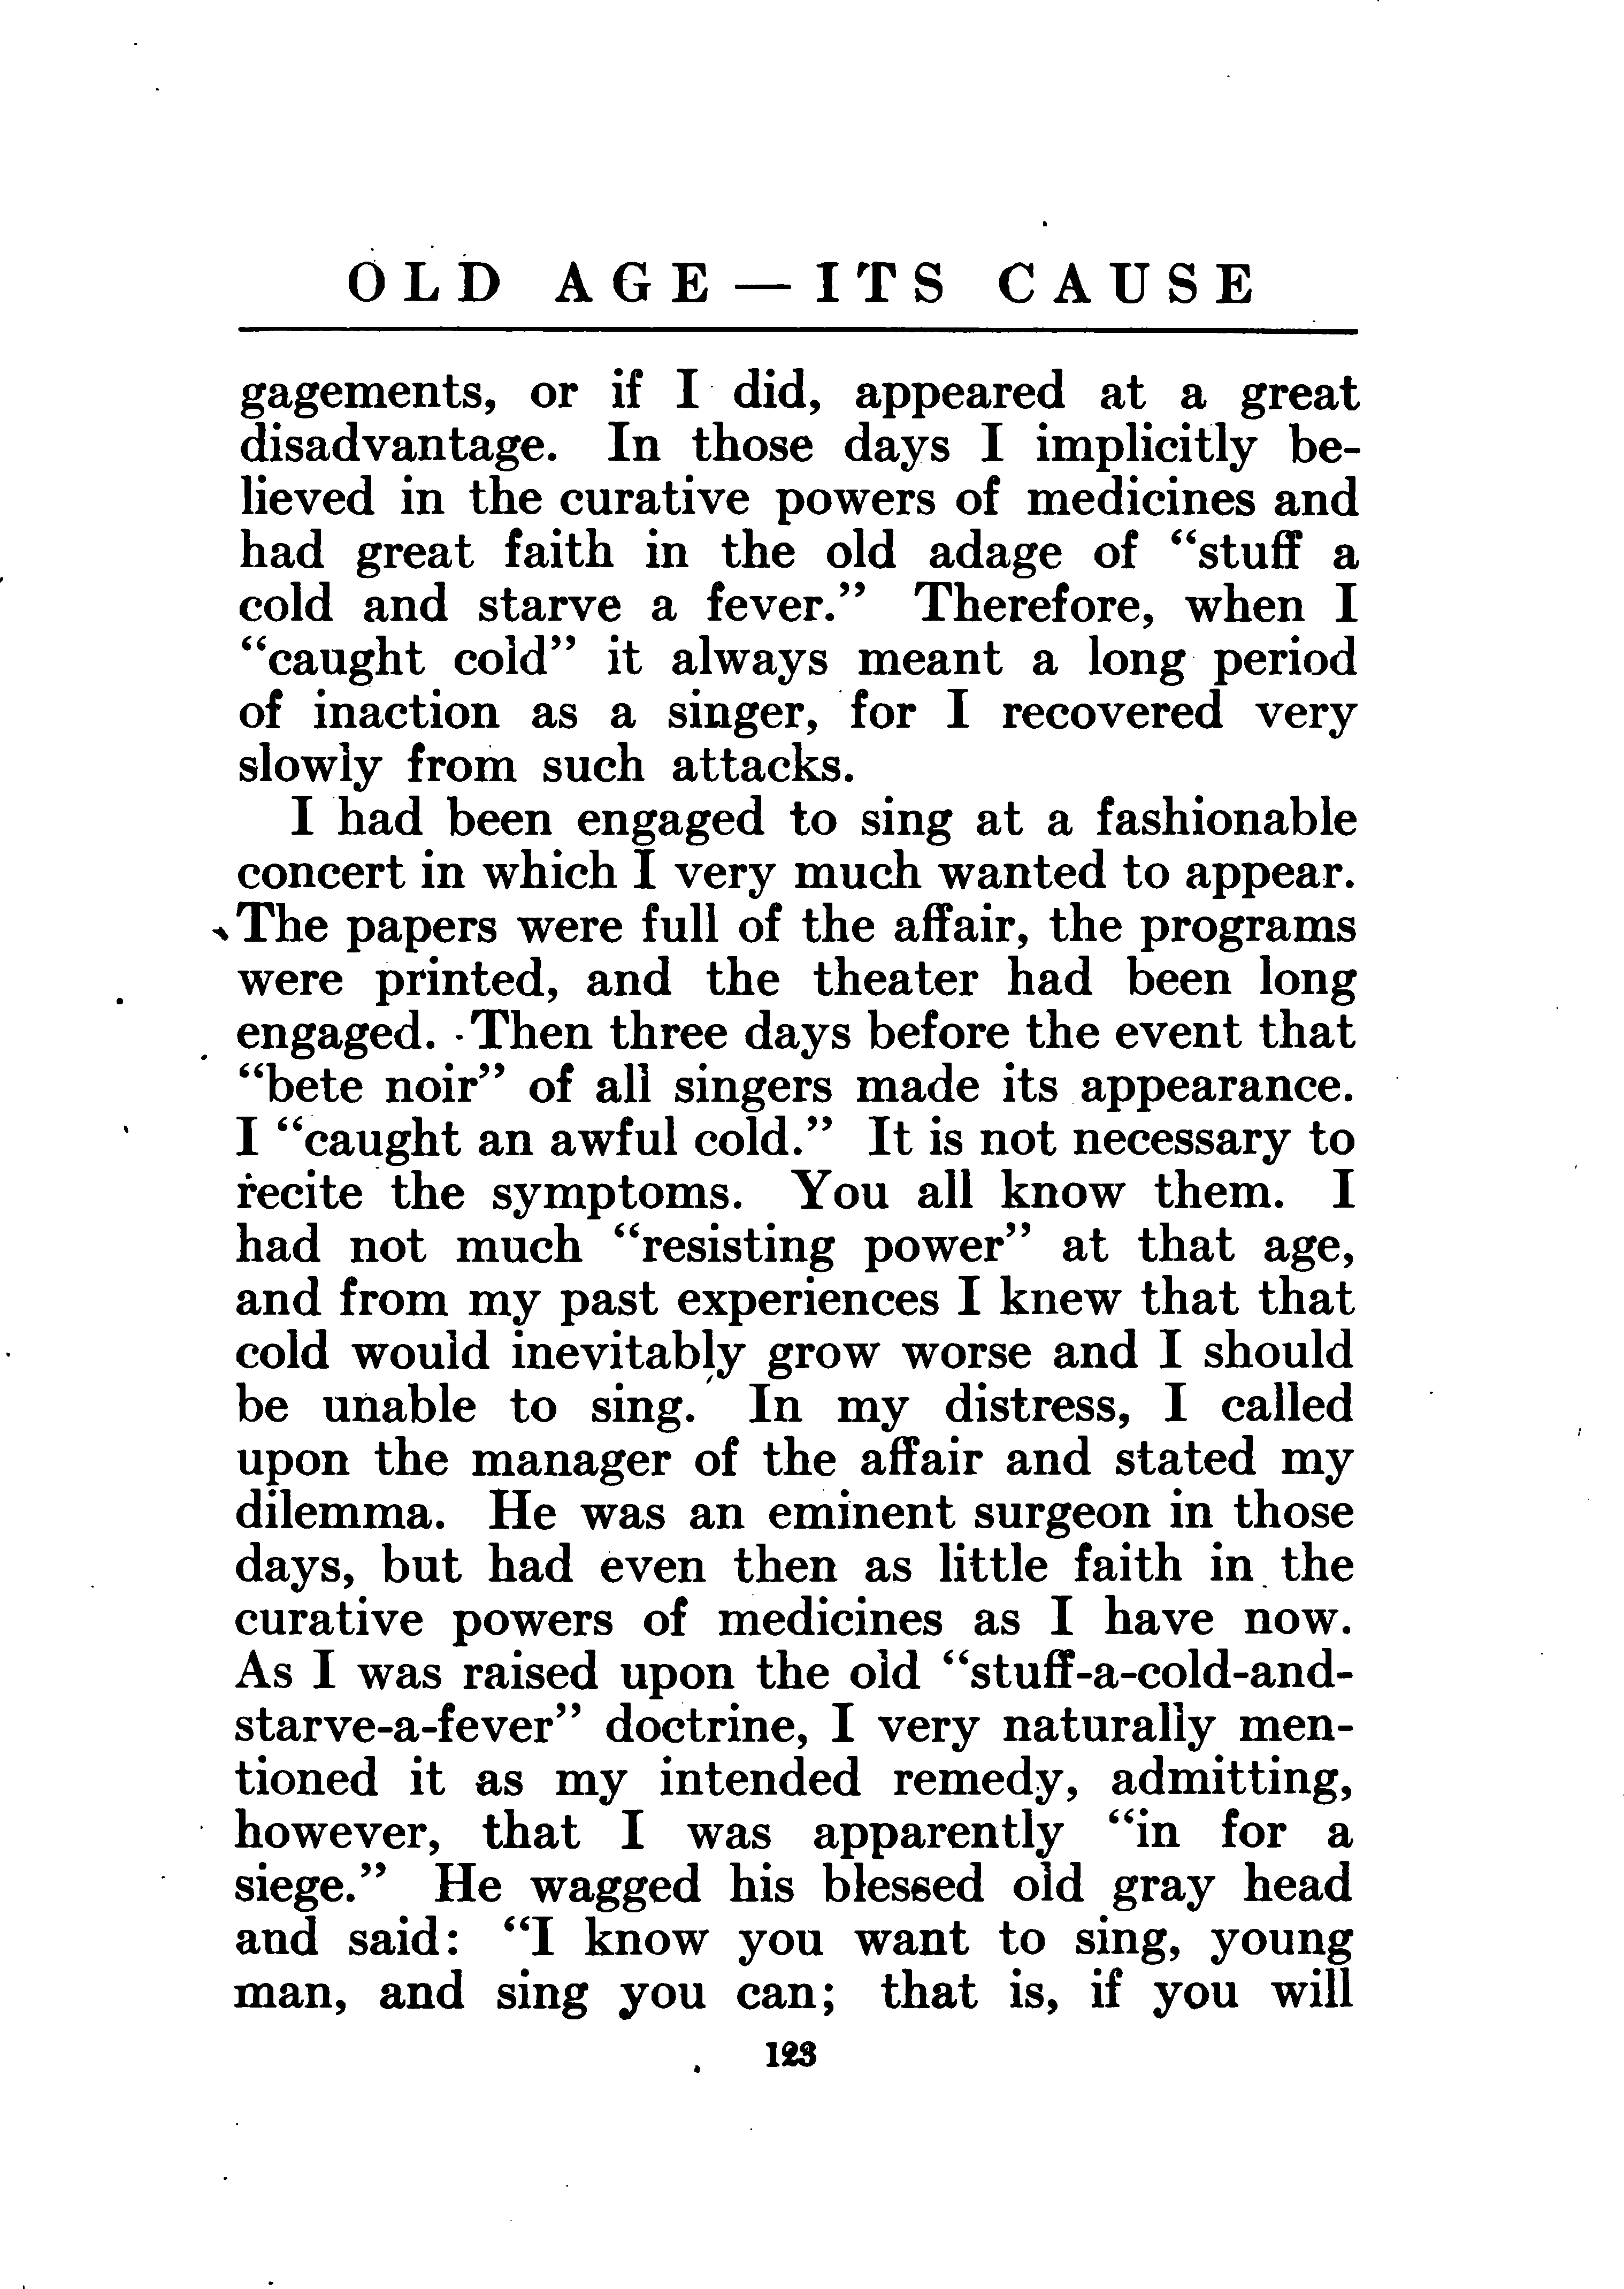 OLD AGE—ITS CAUSE
gagements, or if I did, appeared at a great
disadvantage. In those days I implicitly be-
lieved in the curative powers of medicines and
had great faith in the old adage of “stuff a
cold and starve a fever.” Therefore, when I
“caught cold” it always meant a long period
of inaction as a singer, for I recovered very
slowly from such attacks.
I had been engaged to sing at a fashionable
concert in which I very much wanted to appear.
The papers were full of the affair, the programs
were printed, and the theater had been long
engaged. Then three days before the event that
“bete noir” of all singers made its appearance.
I “caught an awful cold.” It is not necessary to
recite the symptoms. You all know them. I
had not much “resisting power” at that age,
and from my past experiences I knew that that
cold would inevitably grow worse and I should
be unable to sing. In my distress, I called
upon the manager of the affair and stated my
dilemma. He was an eminent surgeon in those
days, but had even then as little faith in the
curative powers of medicines as I have now.
As I was raised upon the old “stuff-a-cold-and-
starve-a-fever” doctrine, I very naturally men-
tioned it as my intended remedy, admitting,
however, that I was apparently “in for a
siege.” He wagged his blessed old gray head
and said: “I know you want to sing, young
man, and sing you can; that is, if you will
123